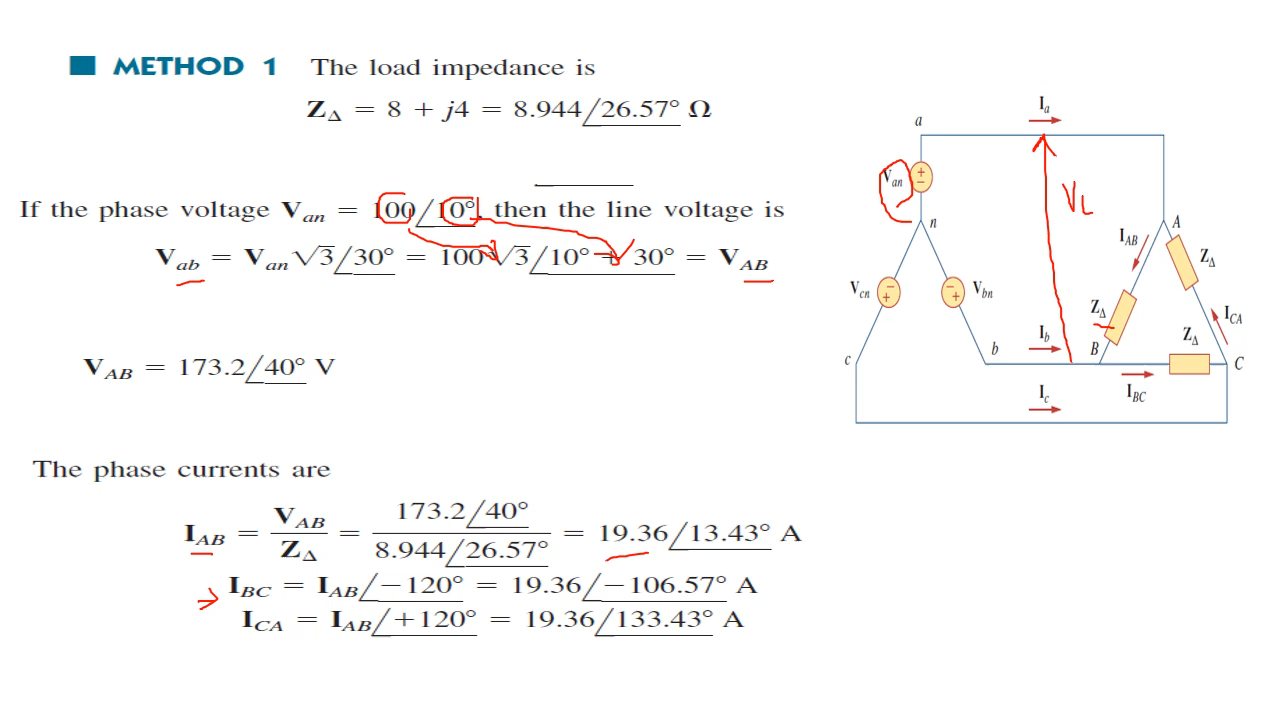 METHOD 1 The load impedance is
Z_Δ = 8 + j4 = 8.944/26.57° Ω
If the phase voltage V_an = 100/10°, then the line voltage is
V_ab = V_an √3/30° = 100√3/10° + 30° = V_AB
V_AB = 173.2/40° V
The phase currents are
I_AB = V_AB/Z_Δ = 173.2/40° / 8.944/26.57° = 19.36/13.43° A
I_BC = I_AB/−120° = 19.36/−106.57° A
I_CA = I_AB/+120° = 19.36/133.43° A
I_a
a
V_an
n
V_L
A
I_AB
Z_Δ
V_cn
V_bn
Z_Δ
I_CA
I_b
Z_Δ
b
B
c
C
I_c
I_BC